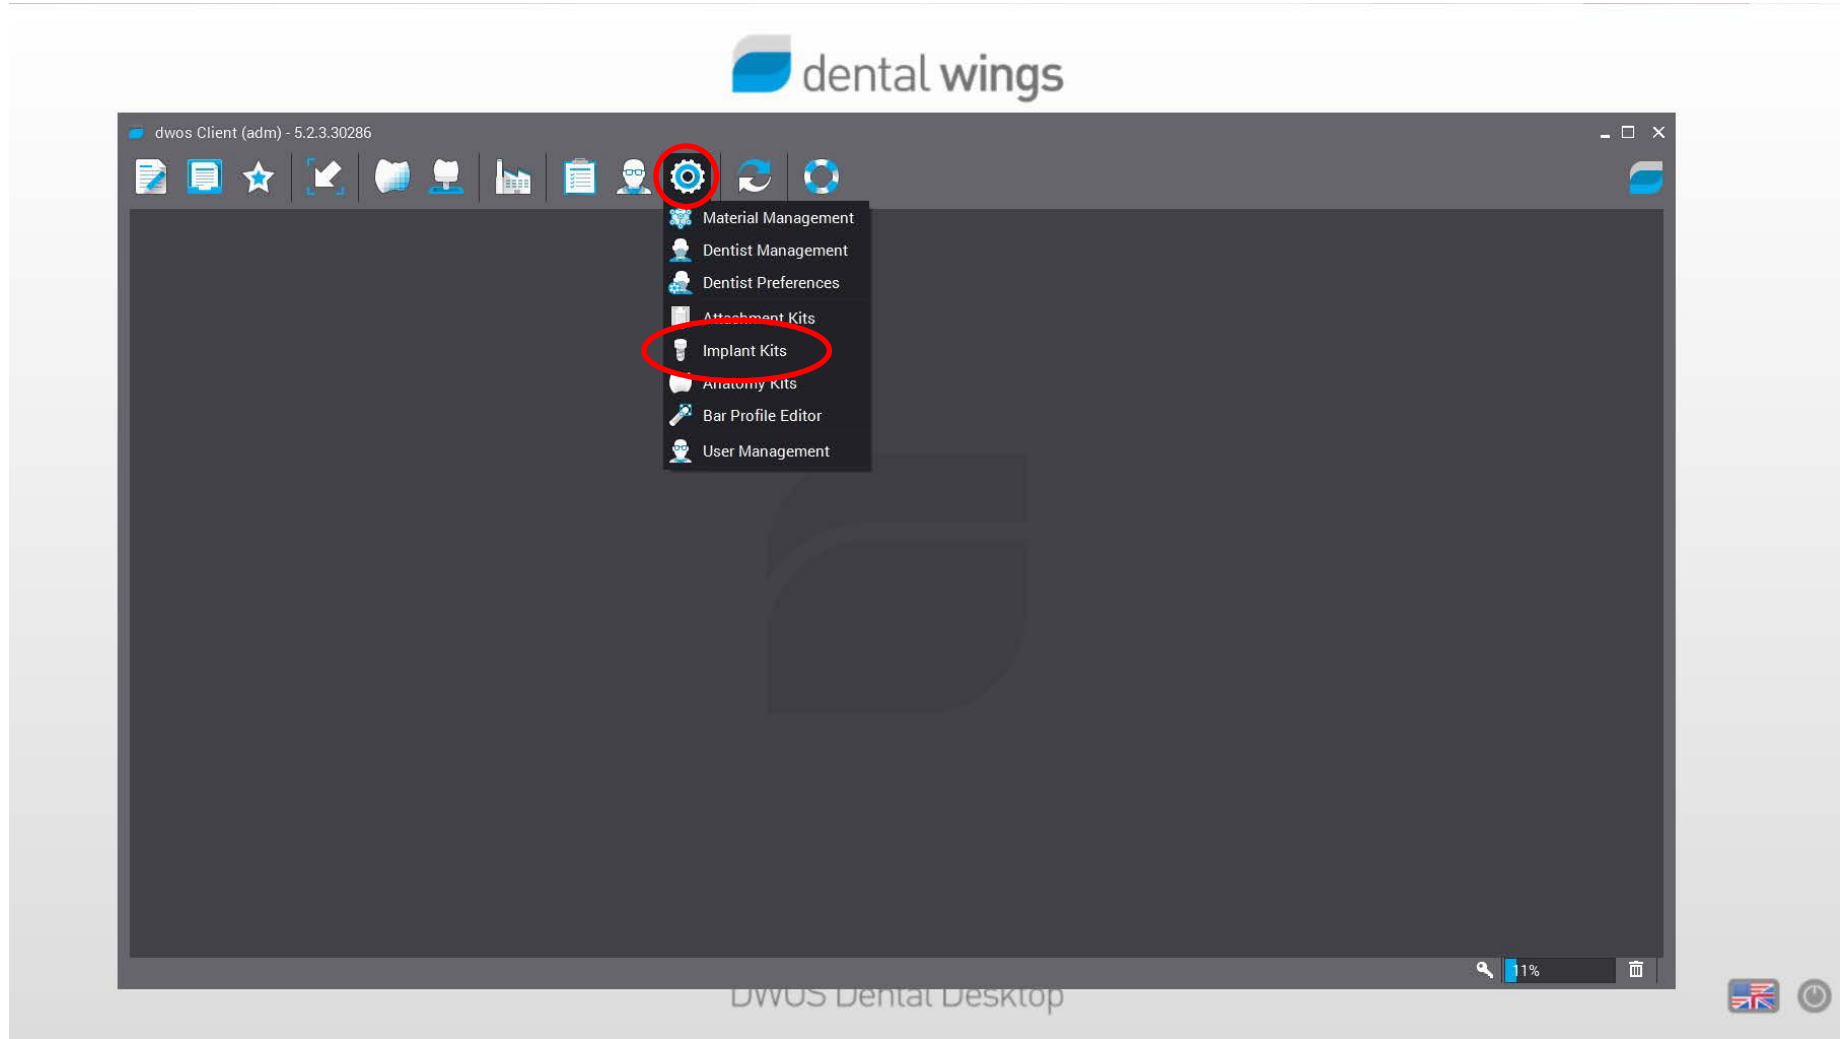 dental wings
dwos Client (adm) - 5.2.3.30286
Material Management
Dentist Management
Dentist Preferences
Attachment Kits
Implant Kits
Anatomy Kits
Bar Profile Editor
User Management
11%
DWOS Dental Desktop